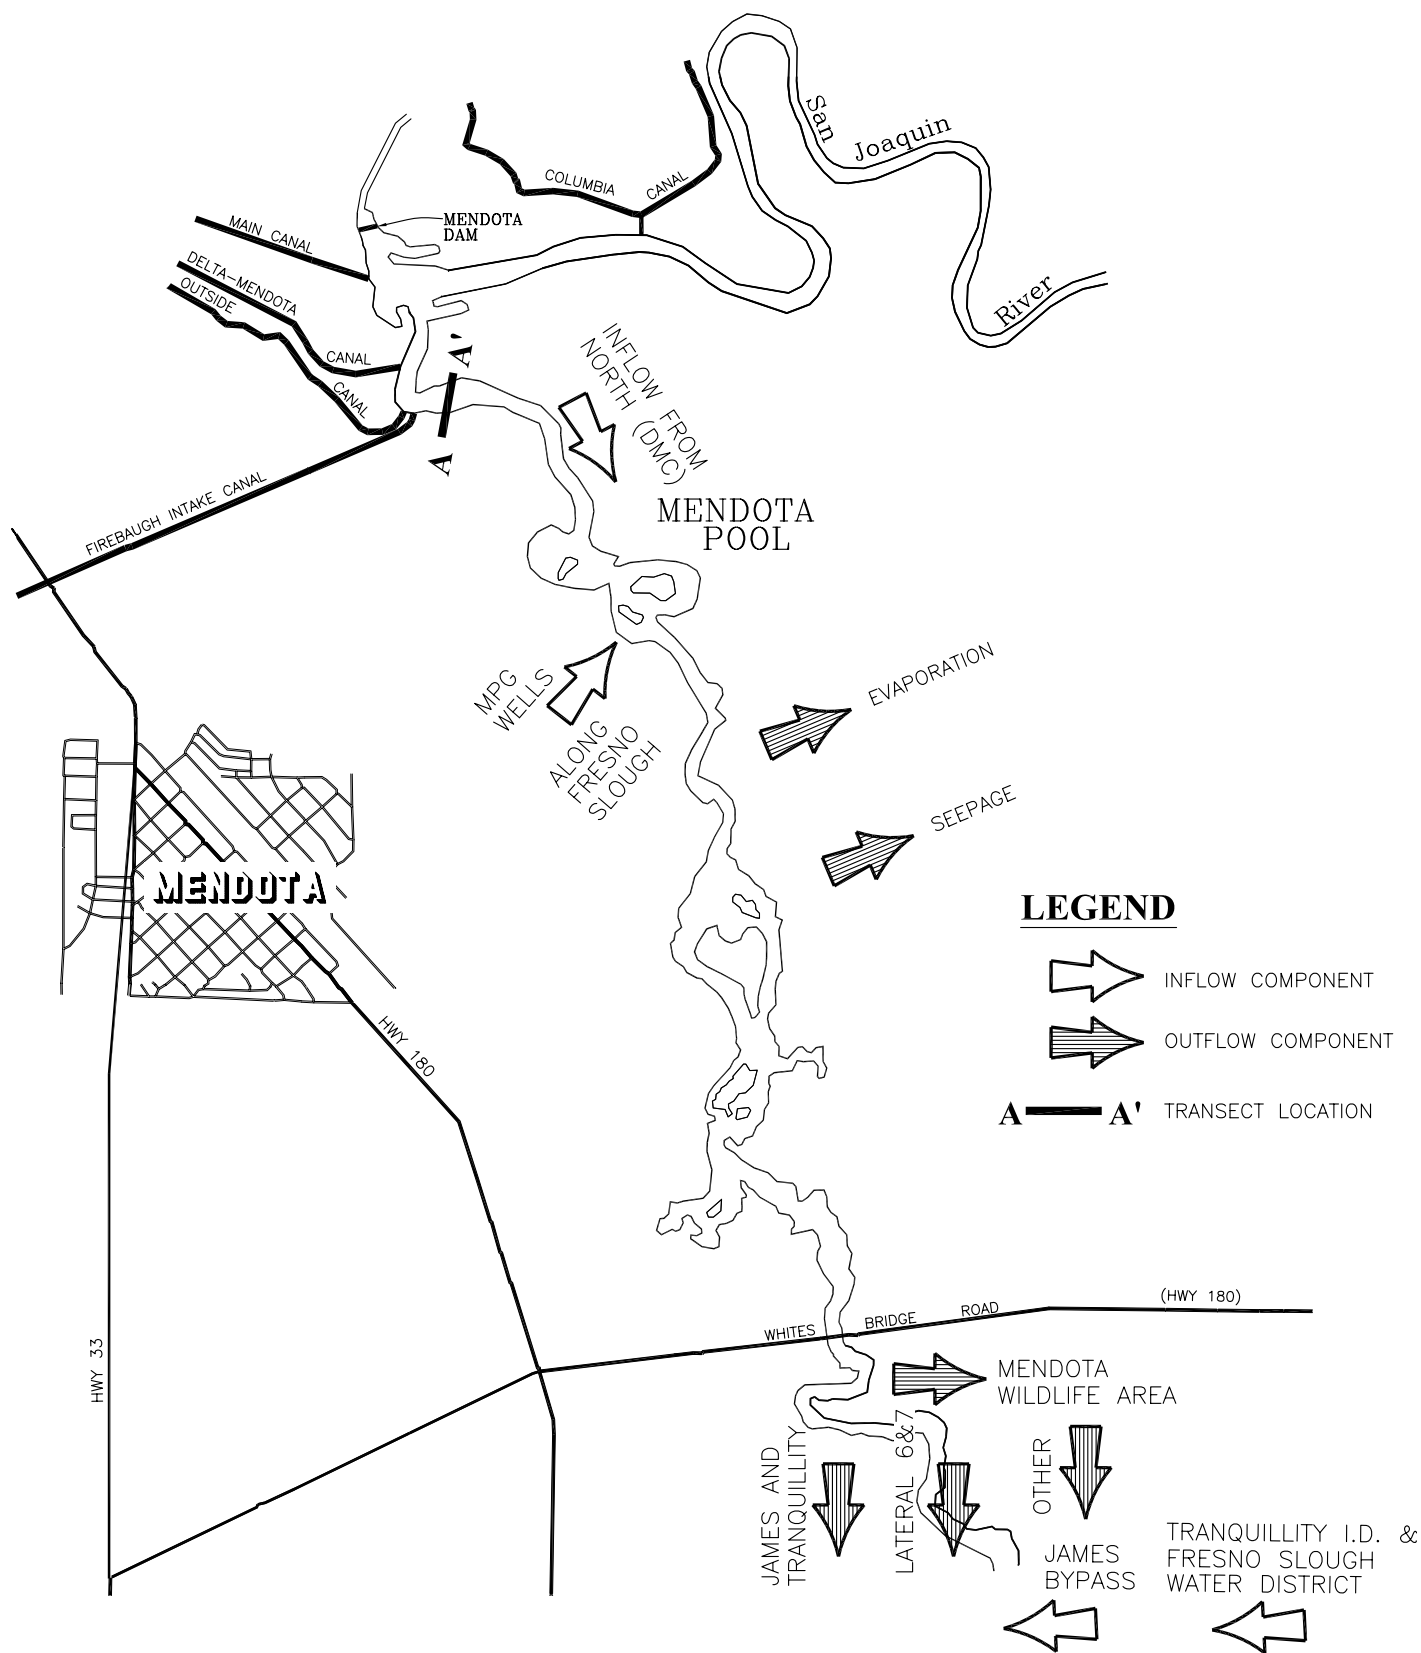 San
Joaquin
River
COLUMBIA
CANAL
MENDOTA
DAM
MAIN CANAL
DELTA-MENDOTA
CANAL
OUTSIDE
CANAL
A'
A
FIREBAUGH INTAKE CANAL
INFLOW FROM
NORTH (DMC)
MENDOTA
POOL
MPG
WELLS
ALONG
FRESNO
SLOUGH
EVAPORATION
SEEPAGE
MENDOTA
LEGEND
INFLOW COMPONENT
OUTFLOW COMPONENT
A A' TRANSECT LOCATION
HWY 180
HWY 33
WHITES BRIDGE ROAD
(HWY 180)
MENDOTA
WILDLIFE AREA
JAMES AND
TRANQUILLITY
LATERAL 6&7
OTHER
JAMES
BYPASS
TRANQUILLITY I.D. &
FRESNO SLOUGH
WATER DISTRICT